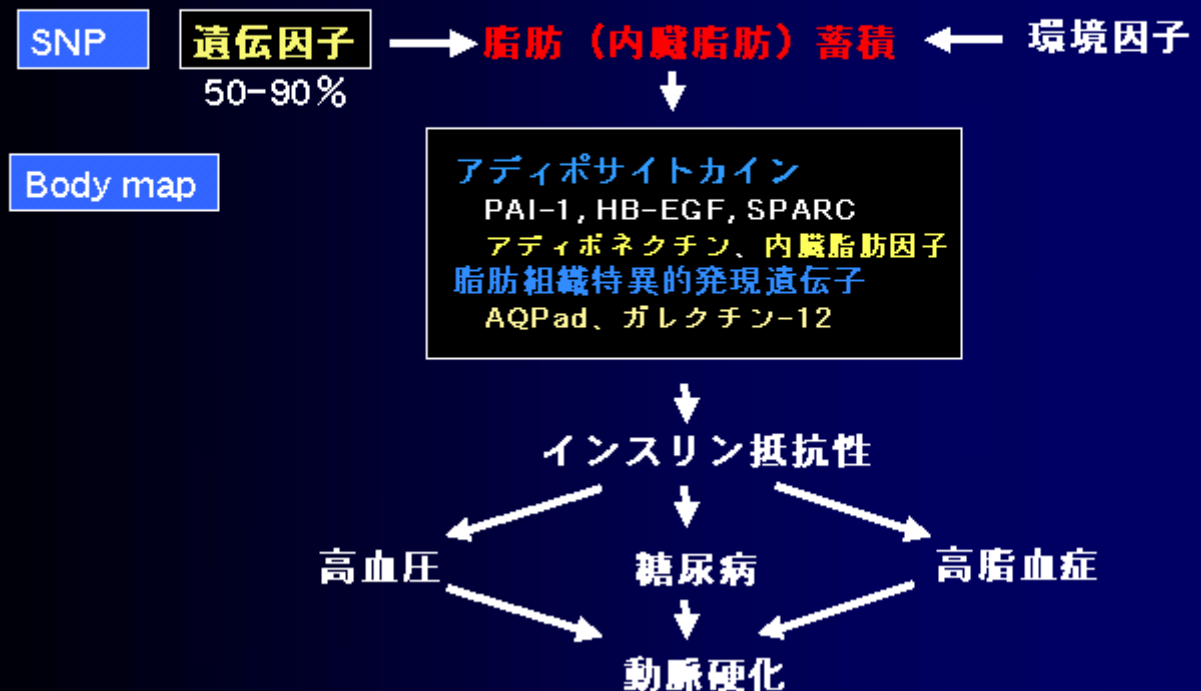 SNP 遺伝因子 脂肪（内臓脂肪）蓄積 環境因子
50-90％
Body map
アディポサイトカイン
PAI-1, HB-EGF, SPARC
アディポネクチン、内臓脂肪因子
脂肪組織特異的発現遺伝子
AQPad、ガレクチン-12
インスリン抵抗性
高血圧 糖尿病 高脂血症
動脈硬化